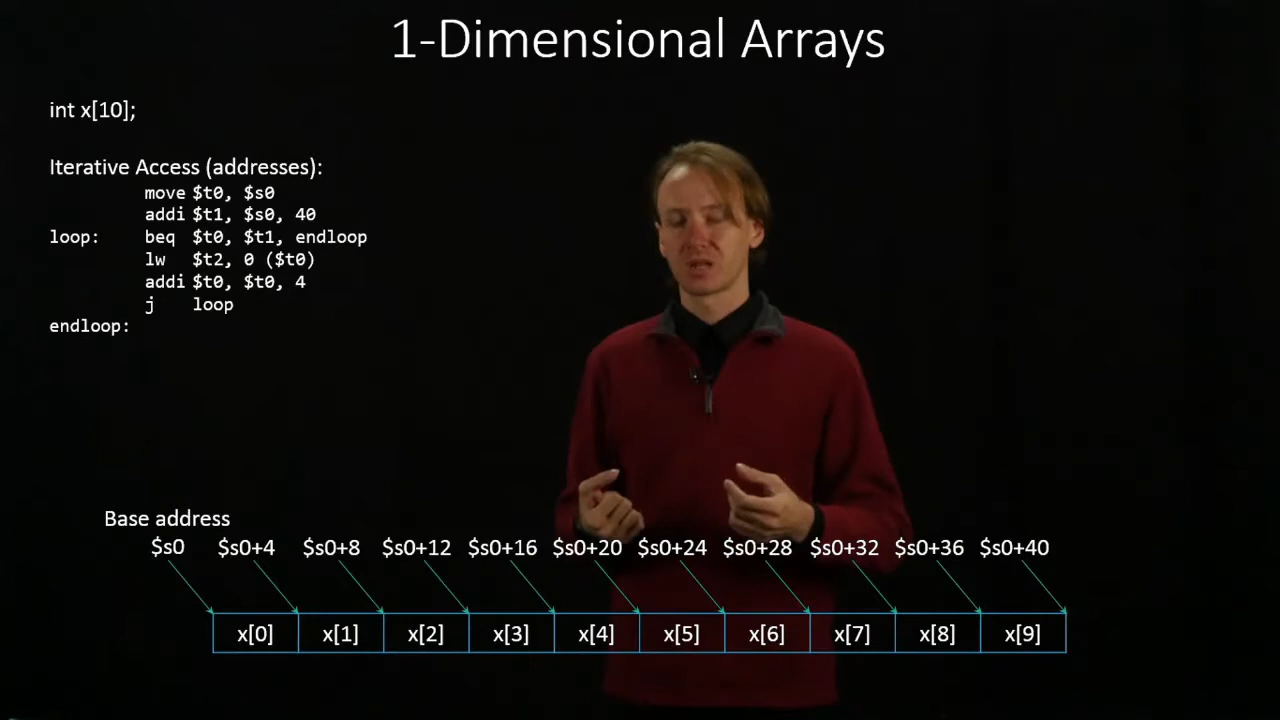 1-Dimensional Arrays
int x[10];
Iterative Access (addresses):
move $t0, $s0
addi $t1, $s0, 40
loop: beq $t0, $t1, endloop
lw $t2, 0 ($t0)
addi $t0, $t0, 4
j loop
endloop:
Base address
$s0 $s0+4 $s0+8 $s0+12 $s0+16 $s0+20 $s0+24 $s0+28 $s0+32 $s0+36 $s0+40
x[0] x[1] x[2] x[3] x[4] x[5] x[6] x[7] x[8] x[9]